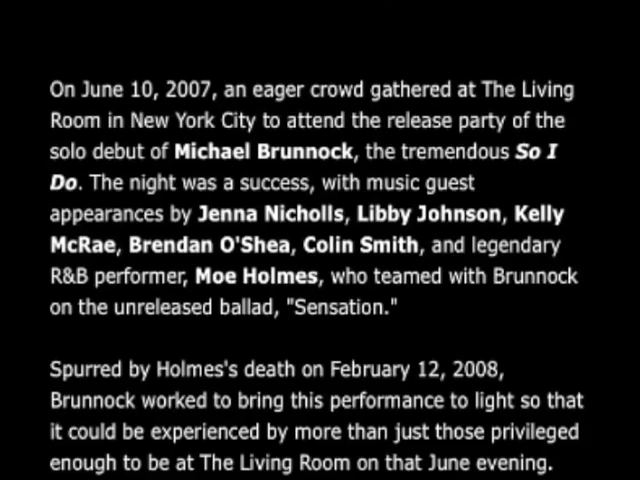 On June 10, 2007, an eager crowd gathered at The Living
Room in New York City to attend the release party of the
solo debut of Michael Brunnock, the tremendous So I
Do. The night was a success, with music guest
appearances by Jenna Nicholls, Libby Johnson, Kelly
McRae, Brendan O'Shea, Colin Smith, and legendary
R&B performer, Moe Holmes, who teamed with Brunnock
on the unreleased ballad, "Sensation."

Spurred by Holmes's death on February 12, 2008,
Brunnock worked to bring this performance to light so that
it could be experienced by more than just those privileged
enough to be at The Living Room on that June evening.